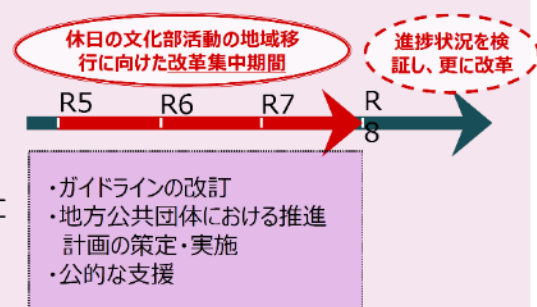 休日の文化部活動の地域移
行に向けた改革集中期間
進捗状況を検
証し、更に改革
R5
R6
R7
R
8
・ガイドラインの改訂
・地方公共団体における推進
計画の策定・実施
・公的な支援